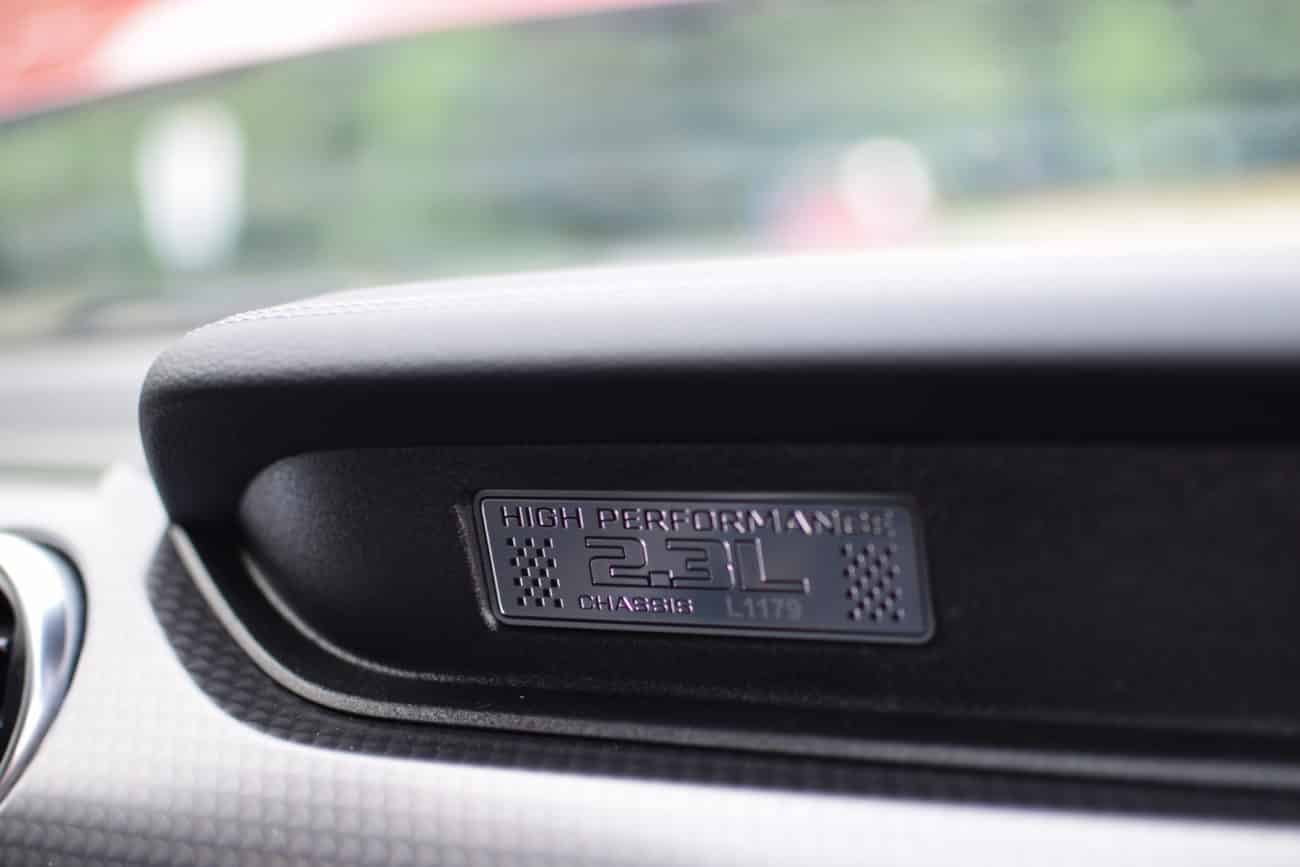 HIGH PERFORMANCE
2.3L
CHASSIS L1179